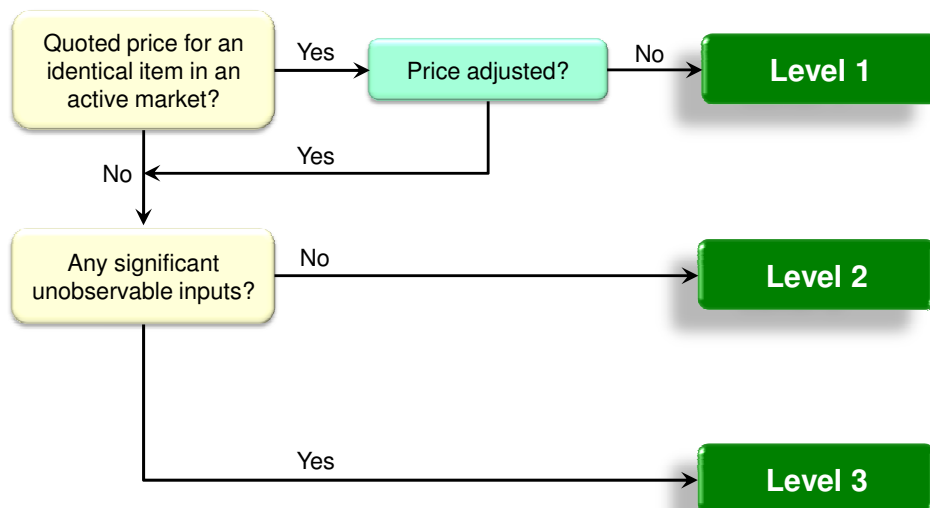 Quoted price for an
identical item in an
active market?
Yes
Price adjusted?
No
Level 1
Yes
No
Any significant
unobservable inputs?
No
Level 2
Yes
Level 3